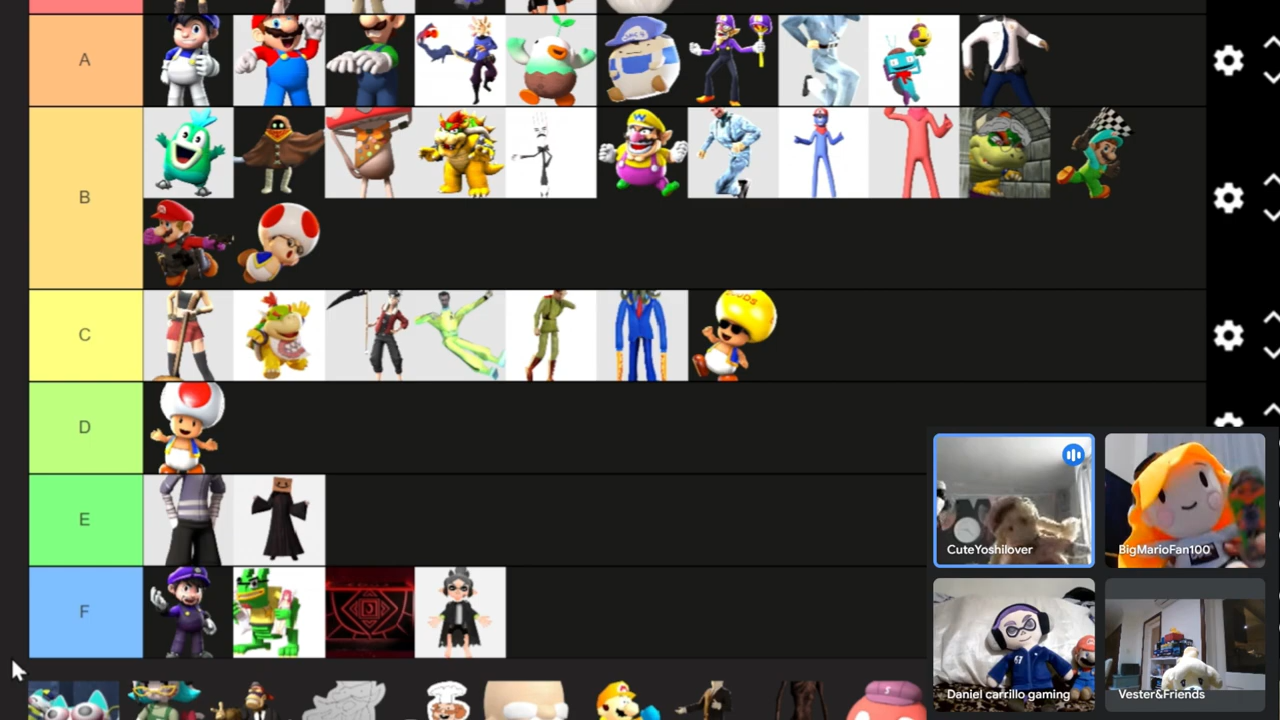 A
B
C
D
E
F
CuteYoshilover
BigMarioFan100
Daniel carrillo gaming
Vester&Friends